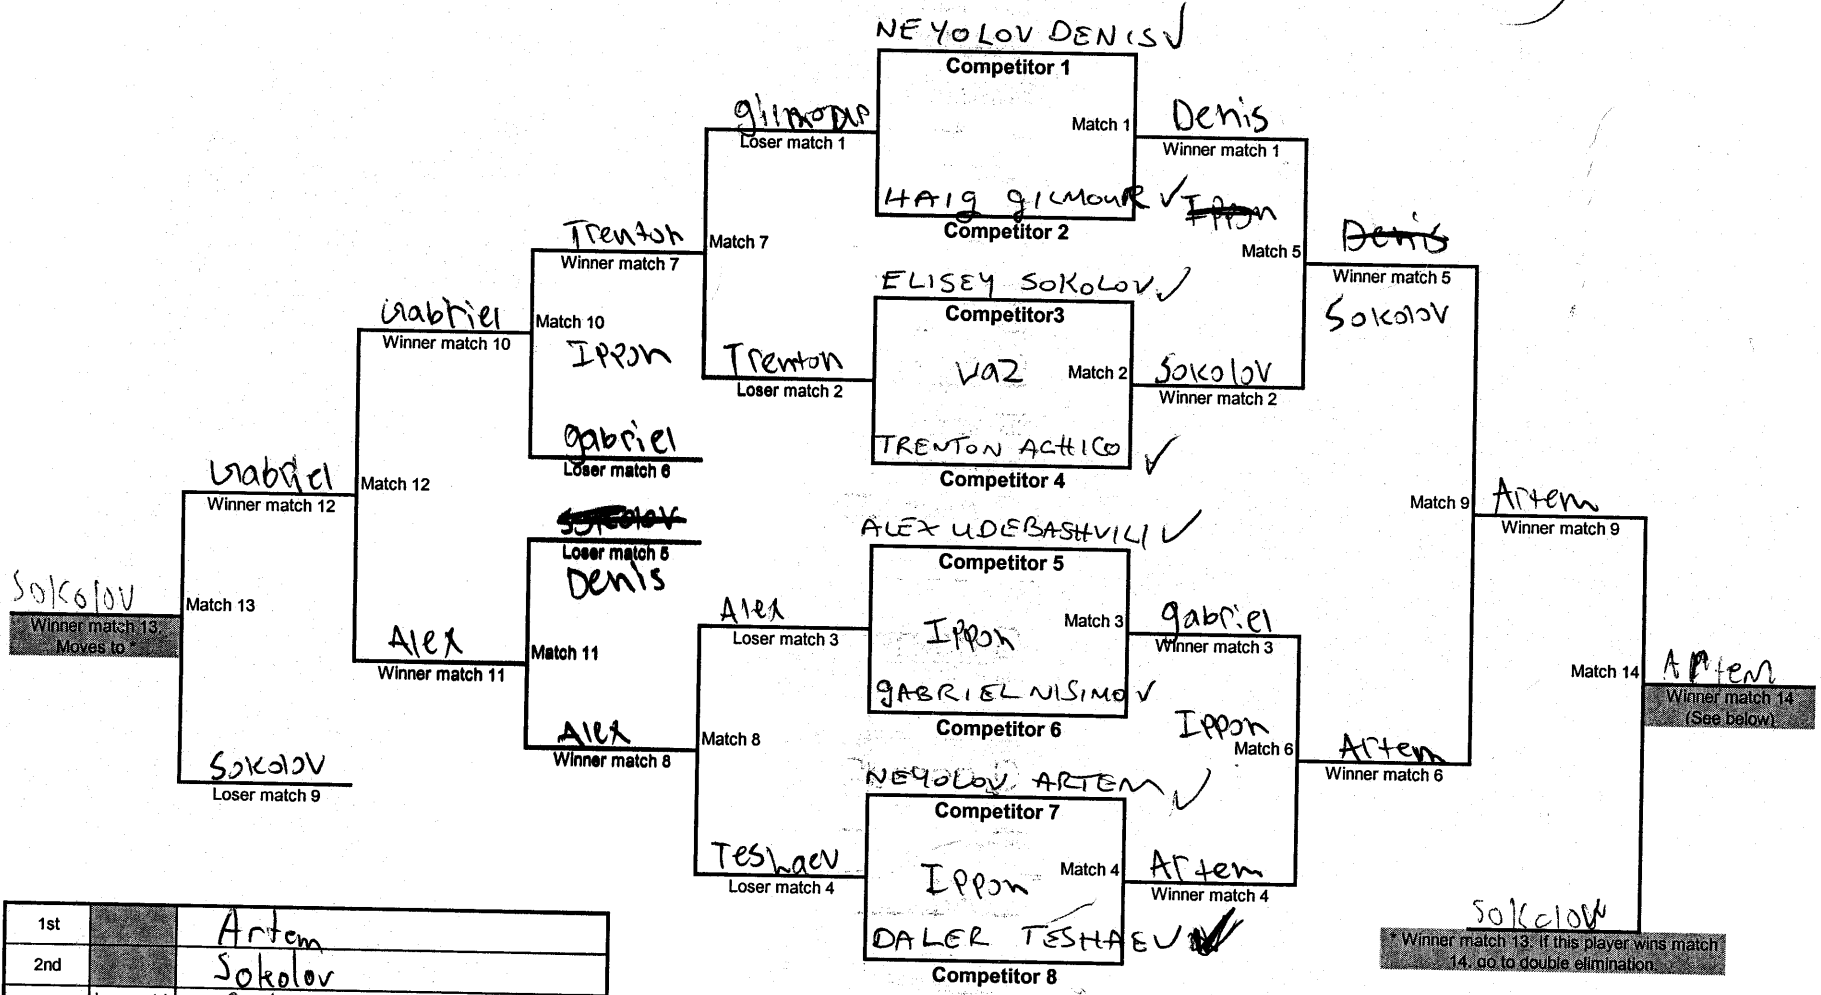 NEYOLOV DENIS ✓
Competitor 1
Match 1
HAIG GILMOUR ✓
Competitor 2
Denis
Winner match 1
Ippon
Loser match 1
Trenton
Winner match 7
Match 7
ELISEY SOKOLOV ✓
Competitor3
Vaz
Match 2
TRENTON ACHICO ✓
Competitor 4
Sokolov
Winner match 2
Trenton
Loser match 2
Match 5
Denis
Winner match 5
Sokolov
Gabriel
Winner match 10
Match 10
Ippon
gabriel
Loser match 6
Gabriel
Winner match 12
Match 12
Sokolov
Loser match 5
Denis
ALEX UDEBASHVILI ✓
Competitor 5
Ippon
Match 3
GABRIEL NISIMOV
Competitor 6
gabriel
Winner match 3
Alex
Loser match 3
Match 9
Artem
Winner match 9
Sokolov
Winner match 13
Moves to *
Match 13
Alex
Winner match 11
Match 11
Alex
Winner match 8
Match 8
Sokolov
Loser match 9
Ippon
Match 6
Artem
Winner match 6
NEYOLOV ARTEM ✓
Competitor 7
Ippon
Match 4
DALER TESHAEV
Competitor 8
Artem
Winner match 4
Teshaev
Loser match 4
Match 14
Artem
Winner match 14
(See below)
Sokolov
* Winner match 13. If this player wins match
14, go to double elimination.
1st Artem
2nd Sokolov